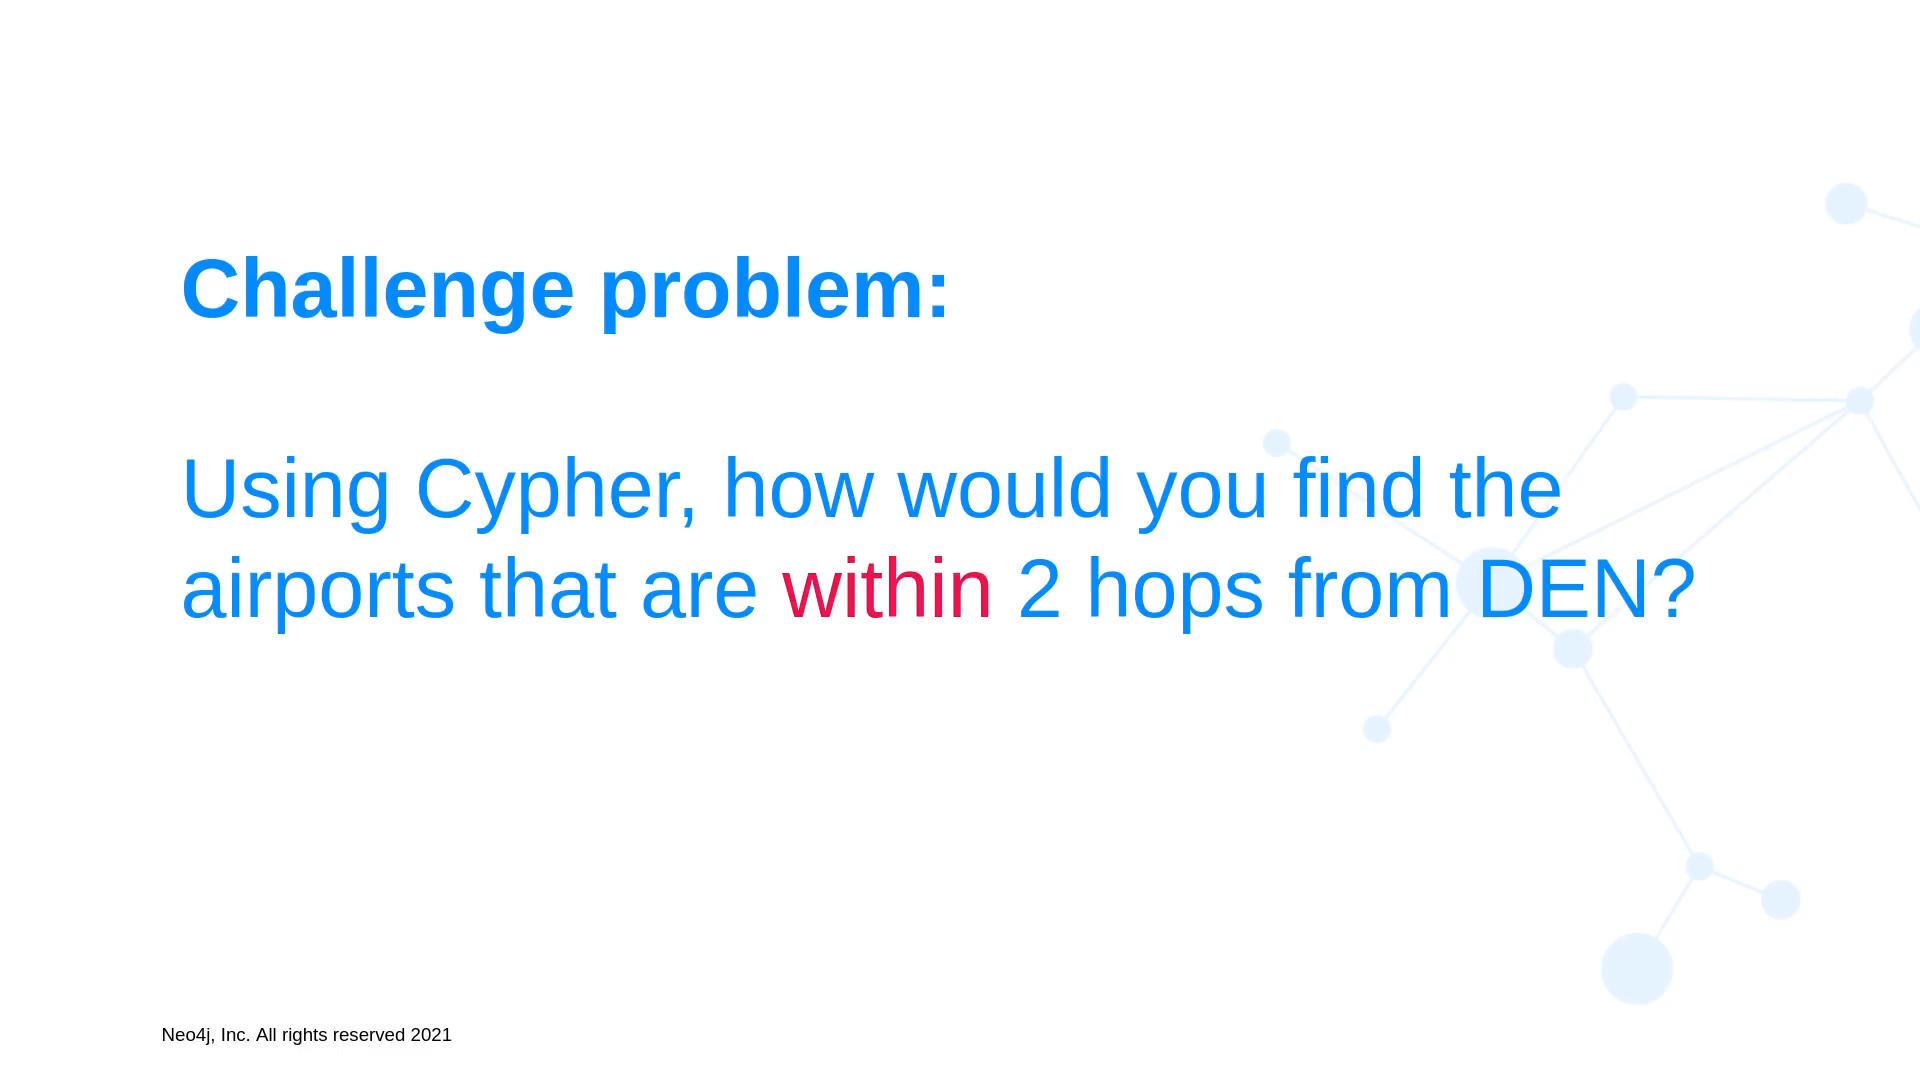 Challenge problem:
Using Cypher, how would you find the
airports that are within 2 hops from DEN?
Neo4j, Inc. All rights reserved 2021